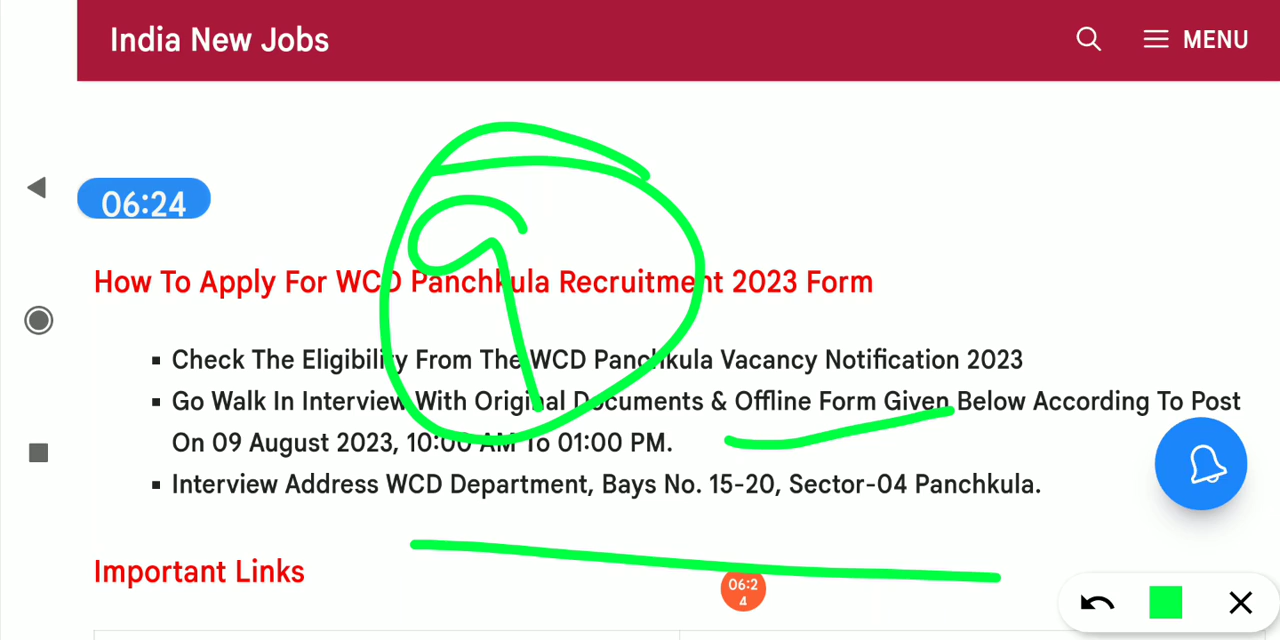 India New Jobs
MENU
06:24
How To Apply For WCD Panchkula Recruitment 2023 Form
Check The Eligibility From The WCD Panchkula Vacancy Notification 2023
Go Walk In Interview With Original Documents & Offline Form Given Below According To Post
On 09 August 2023, 10:00 AM To 01:00 PM.
Interview Address WCD Department, Bays No. 15-20, Sector-04 Panchkula.
Important Links
06:2
4